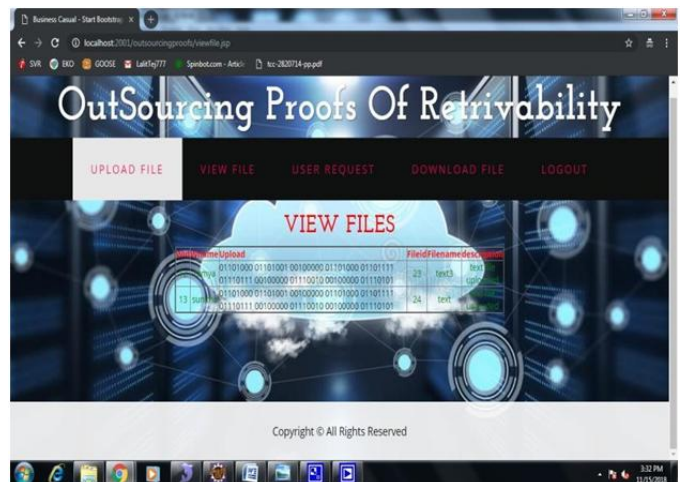 Business Casual - Start Bootstrap
localhost:2001/outsourcingproofs/viewfile.jsp
SVR EKO GOOSE LalitTej777 Spinbot.com - Article tcc-2820714-pp.pdf
OutSourcing Proofs Of Retrivability
UPLOAD FILE VIEW FILE USER REQUEST DOWNLOAD FILE LOGOUT
VIEW FILES
Upload Fileid Filename description
01101000 01101001 00100000 01101000 01101111
23 text3
01110111 00100000 01110010 00100000 01110101
01101000 01101001 00100000 01101000 01101111
13 24 text
01110111 00100000 01110010 00100000 01110101
Copyright © All Rights Reserved
3:32 PM
11/15/2018